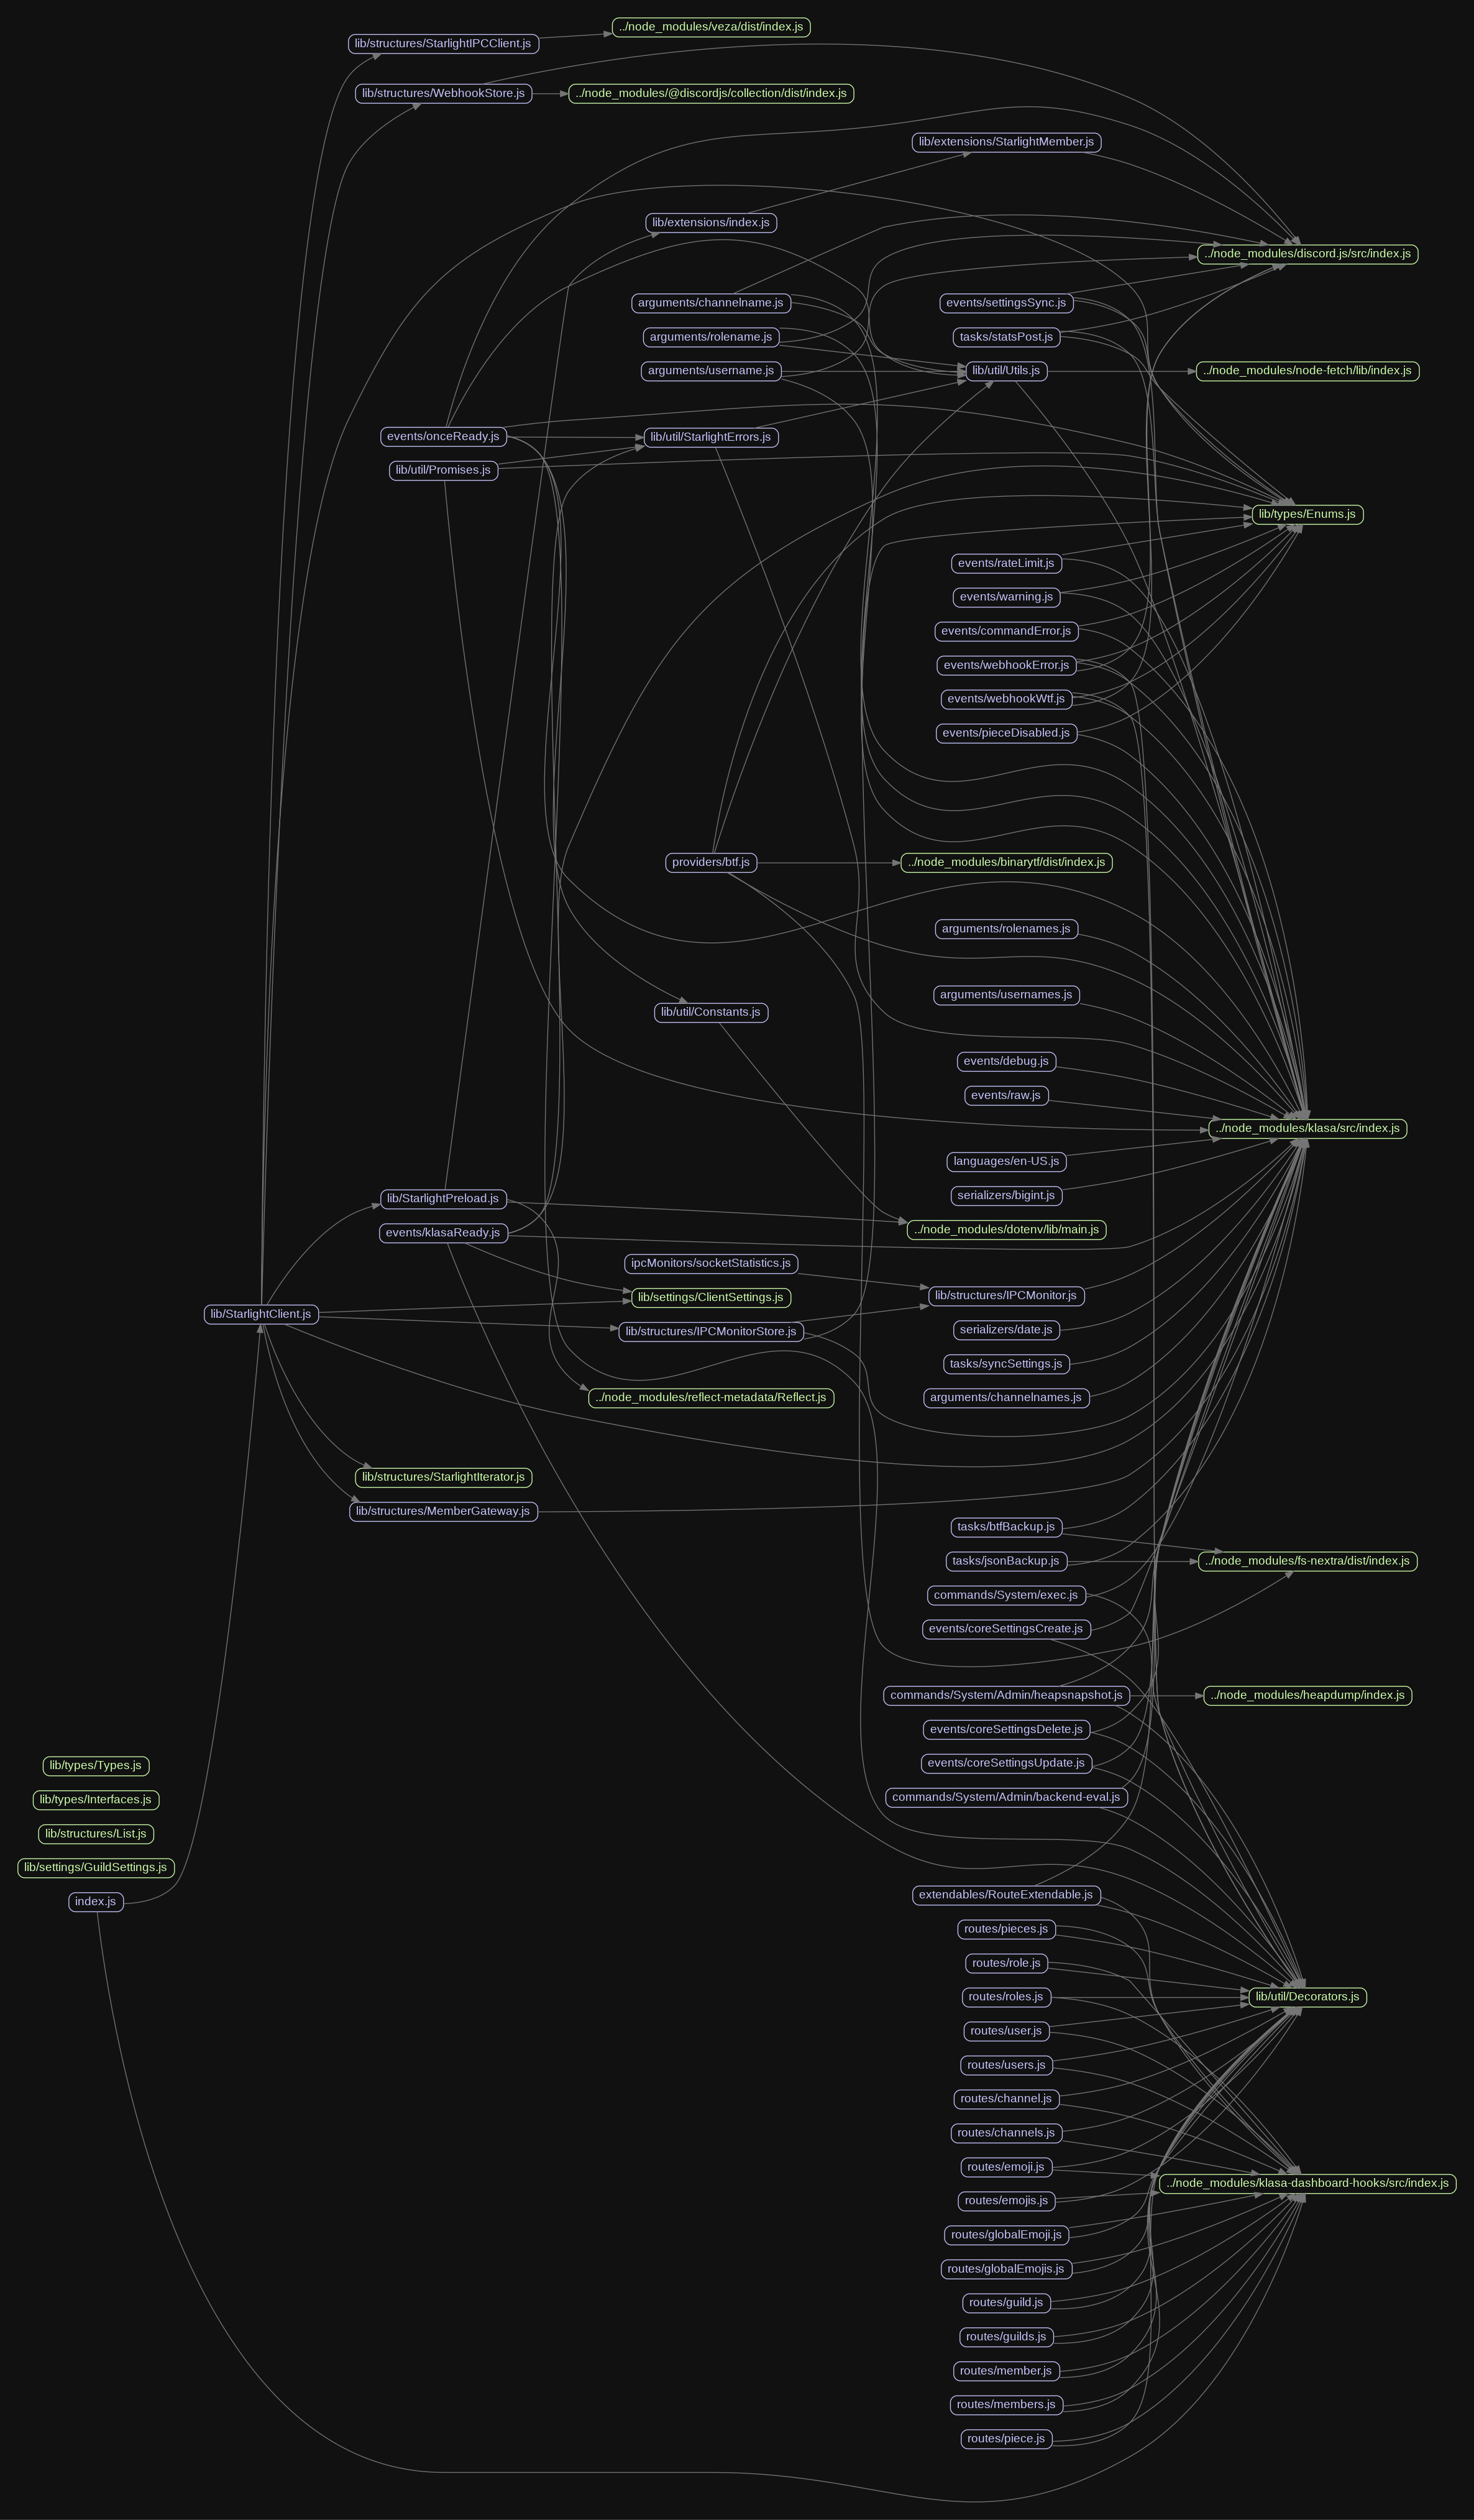 ../node_modules/veza/dist/index.js
lib/structures/StarlightIPCClient.js
lib/structures/WebhookStore.js
../node_modules/@discordjs/collection/dist/index.js
lib/extensions/StarlightMember.js
lib/extensions/index.js
../node_modules/discord.js/src/index.js
arguments/channelname.js
events/settingsSync.js
arguments/rolename.js
tasks/statsPost.js
arguments/username.js
lib/util/Utils.js
../node_modules/node-fetch/lib/index.js
events/onceReady.js
lib/util/StarlightErrors.js
lib/util/Promises.js
lib/types/Enums.js
events/rateLimit.js
events/warning.js
events/commandError.js
events/webhookError.js
events/webhookWtf.js
events/pieceDisabled.js
providers/btf.js
../node_modules/binarytf/dist/index.js
arguments/rolenames.js
arguments/usernames.js
lib/util/Constants.js
events/debug.js
events/raw.js
../node_modules/klasa/src/index.js
languages/en-US.js
serializers/bigint.js
lib/StarlightPreload.js
../node_modules/dotenv/lib/main.js
events/klasaReady.js
ipcMonitors/socketStatistics.js
lib/settings/ClientSettings.js
lib/structures/IPCMonitor.js
lib/StarlightClient.js
lib/structures/IPCMonitorStore.js
serializers/date.js
tasks/syncSettings.js
../node_modules/reflect-metadata/Reflect.js
arguments/channelnames.js
lib/structures/StarlightIterator.js
lib/structures/MemberGateway.js
tasks/btfBackup.js
tasks/jsonBackup.js
../node_modules/fs-nextra/dist/index.js
commands/System/exec.js
events/coreSettingsCreate.js
commands/System/Admin/heapsnapshot.js
../node_modules/heapdump/index.js
events/coreSettingsDelete.js
events/coreSettingsUpdate.js
lib/types/Types.js
commands/System/Admin/backend-eval.js
lib/types/Interfaces.js
lib/structures/List.js
lib/settings/GuildSettings.js
index.js
extendables/RouteExtendable.js
routes/pieces.js
routes/role.js
routes/roles.js
lib/util/Decorators.js
routes/user.js
routes/users.js
routes/channel.js
routes/channels.js
routes/emoji.js
../node_modules/klasa-dashboard-hooks/src/index.js
routes/emojis.js
routes/globalEmoji.js
routes/globalEmojis.js
routes/guild.js
routes/guilds.js
routes/member.js
routes/members.js
routes/piece.js